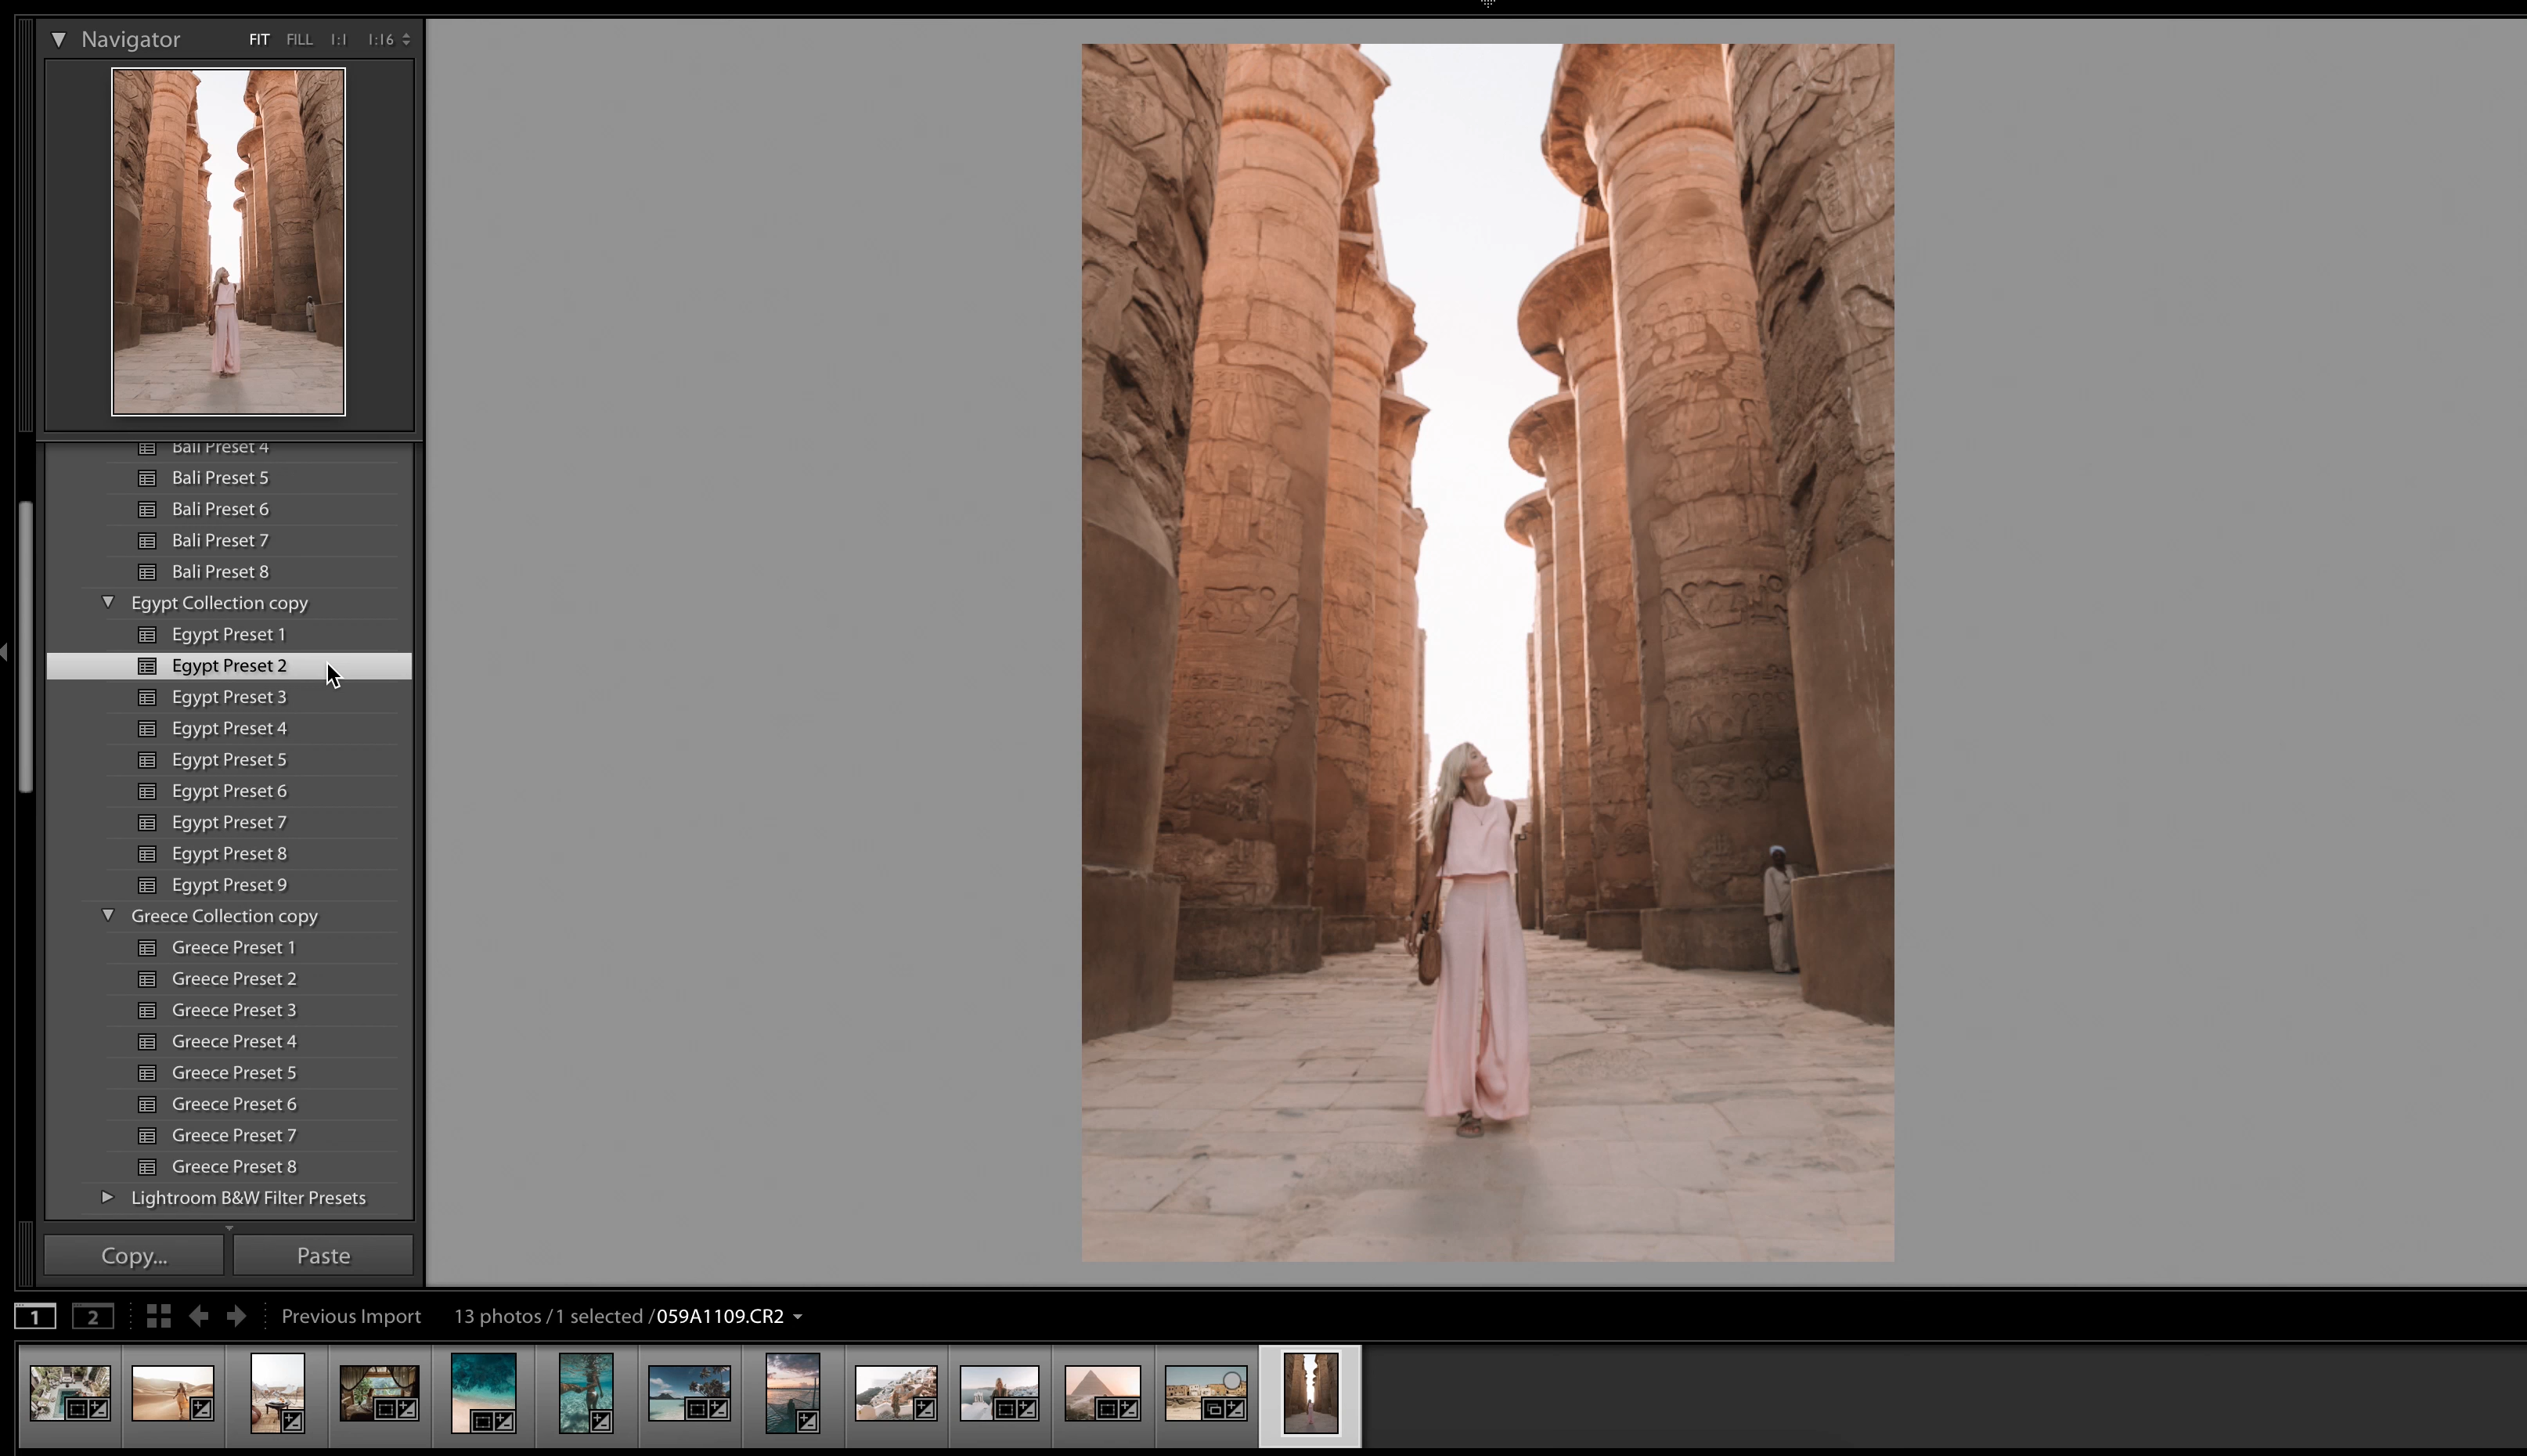 Navigator FIT FILL 1:1 1:16
Bali Preset 4
Bali Preset 5
Bali Preset 6
Bali Preset 7
Bali Preset 8
Egypt Collection copy
Egypt Preset 1
Egypt Preset 2
Egypt Preset 3
Egypt Preset 4
Egypt Preset 5
Egypt Preset 6
Egypt Preset 7
Egypt Preset 8
Egypt Preset 9
Greece Collection copy
Greece Preset 1
Greece Preset 2
Greece Preset 3
Greece Preset 4
Greece Preset 5
Greece Preset 6
Greece Preset 7
Greece Preset 8
Lightroom B&W Filter Presets
Copy... Paste
1 2 Previous Import 13 photos / 1 selected / 059A1109.CR2